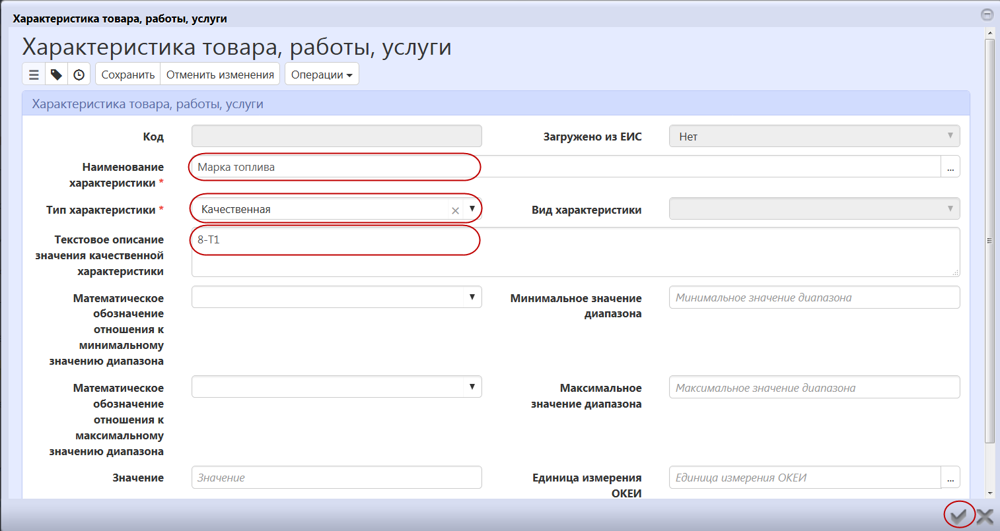 Характеристика товара, работы, услуги
Характеристика товара, работы, услуги
Сохранить Отменить изменения Операции
Характеристика товара, работы, услуги
Код
Загружено из ЕИС Нет
Наименование характеристики * Марка топлива ...
Тип характеристики * Качественная
Вид характеристики
Текстовое описание
значения качественной
характеристики
8-Т1
Математическое
обозначение
отношения к
минимальному
значению диапазона
Минимальное значение
диапазона
Минимальное значение диапазона
Математическое
обозначение
отношения к
максимальному
значению диапазона
Максимальное
значение диапазона
Максимальное значение диапазона
Значение Значение
Единица измерения
ОКЕИ
Единица измерения ОКЕИ ...